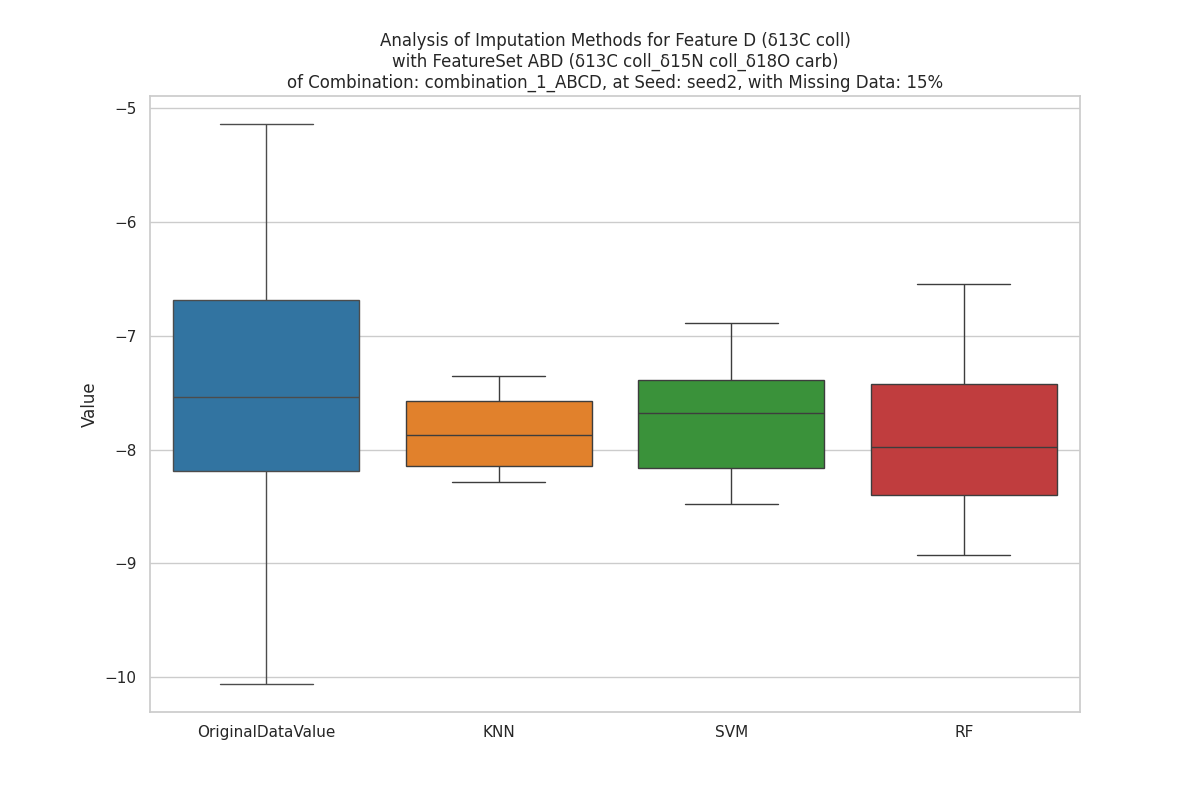 Analysis of Imputation Methods for Feature D (δ13C coll)
with FeatureSet ABD (δ13C coll_δ15N coll_δ18O carb)
of Combination: combination_1_ABCD, at Seed: seed2, with Missing Data: 15%
−5
−6
−7
−8
−9
−10
Value
OriginalDataValue
KNN
SVM
RF